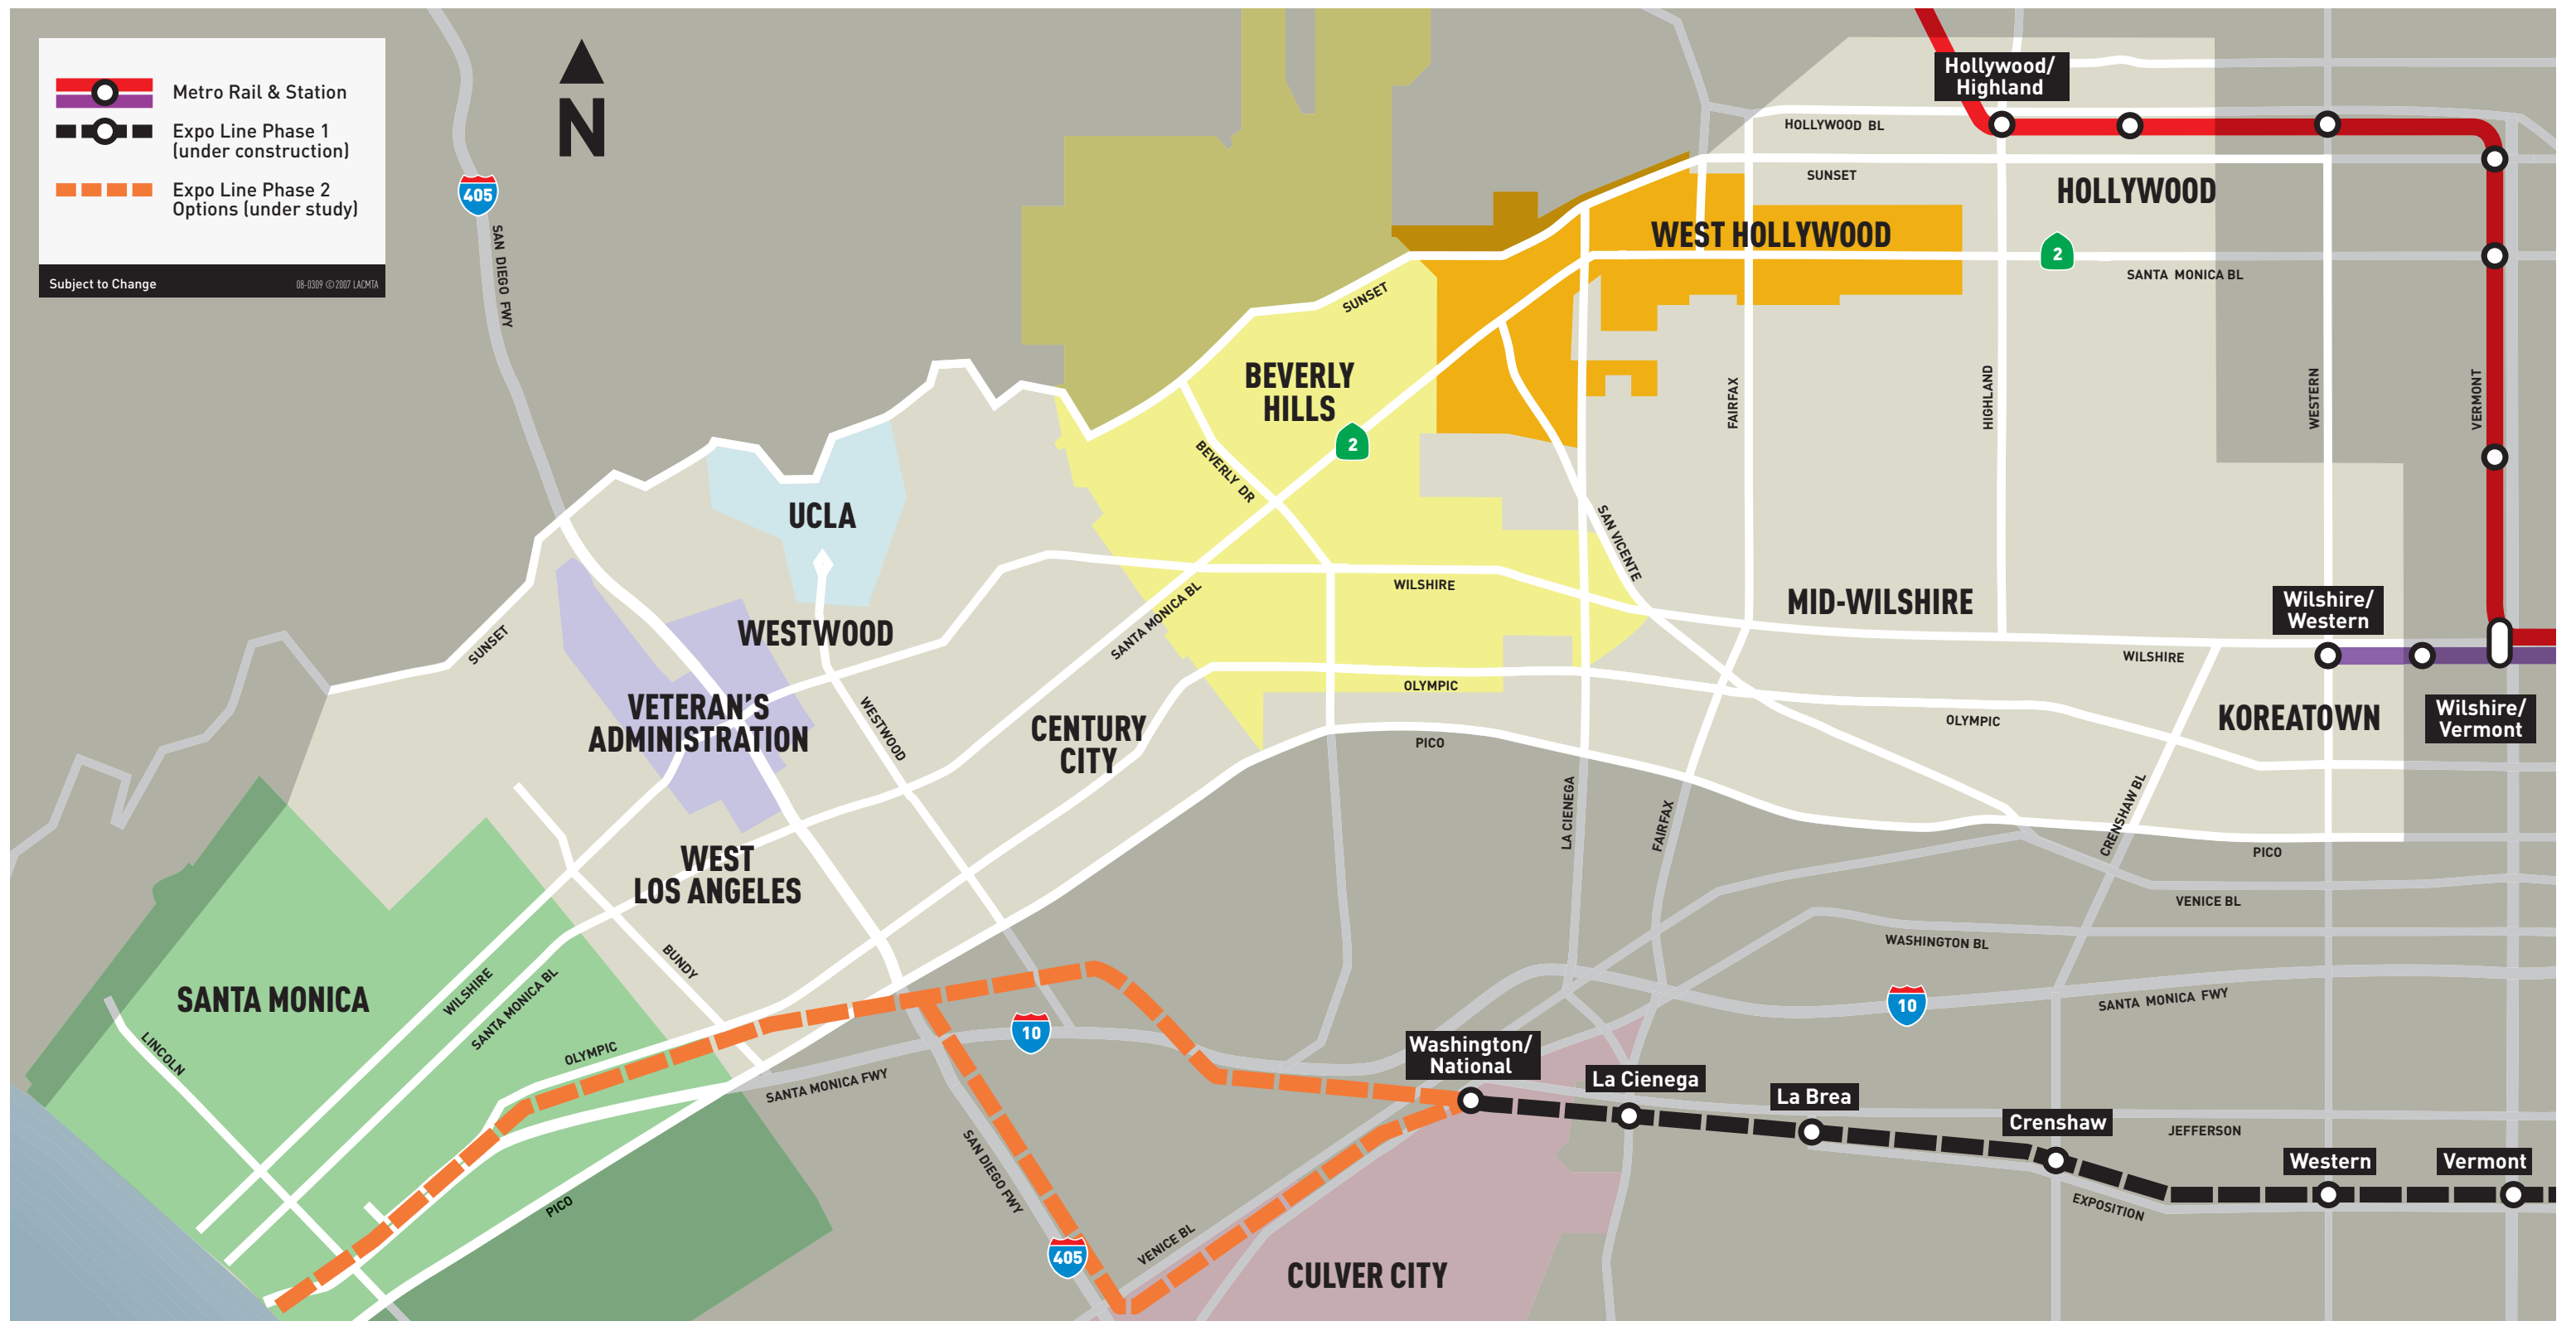 Metro Rail & Station
Expo Line Phase 1
(under construction)
Expo Line Phase 2
Options (under study)
Subject to Change
08-0309 ©2007 LACMTA
N
405
SAN DIEGO FWY
Hollywood/
Highland
HOLLYWOOD BL
SUNSET
HOLLYWOOD
WEST HOLLYWOOD
2
SANTA MONICA BL
SUNSET
BEVERLY
HILLS
2
BEVERLY DR
FAIRFAX
HIGHLAND
WESTERN
VERMONT
UCLA
SAN VICENTE
WILSHIRE
MID-WILSHIRE
Wilshire/
Western
WESTWOOD
SUNSET
SANTA MONICA BL
WILSHIRE
OLYMPIC
VETERAN'S
ADMINISTRATION
WESTWOOD
CENTURY
CITY
PICO
OLYMPIC
KOREATOWN
Wilshire/
Vermont
LA CIENEGA
FAIRFAX
CRENSHAW BL
PICO
WEST
LOS ANGELES
VENICE BL
WASHINGTON BL
BUNDY
SANTA MONICA
WILSHIRE
SANTA MONICA BL
10
SANTA MONICA FWY
LINCOLN
OLYMPIC
10
SANTA MONICA FWY
Washington/
National
La Cienega
La Brea
Crenshaw
JEFFERSON
Western
Vermont
EXPOSITION
SAN DIEGO FWY
PICO
405
VENICE BL
CULVER CITY